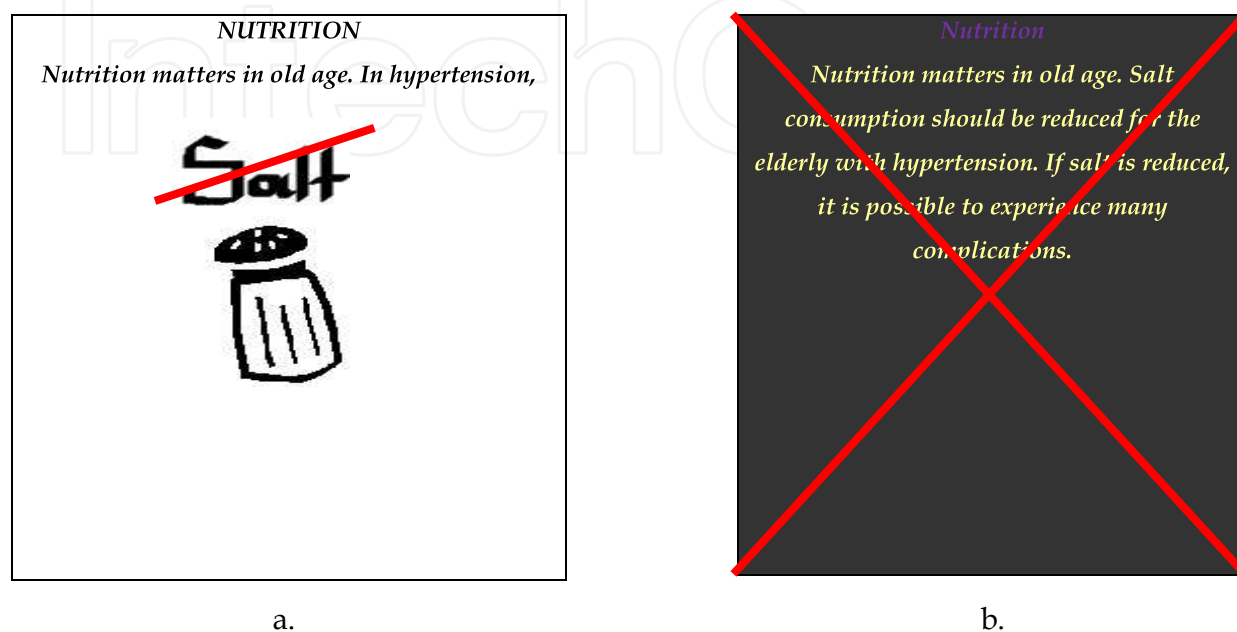 NUTRITION
Nutrition matters in old age. In hypertension,
Salt
a.
Nutrition
Nutrition matters in old age. Salt
consumption should be reduced for the
elderly with hypertension. If salt is reduced,
it is possible to experience many
complications.
b.